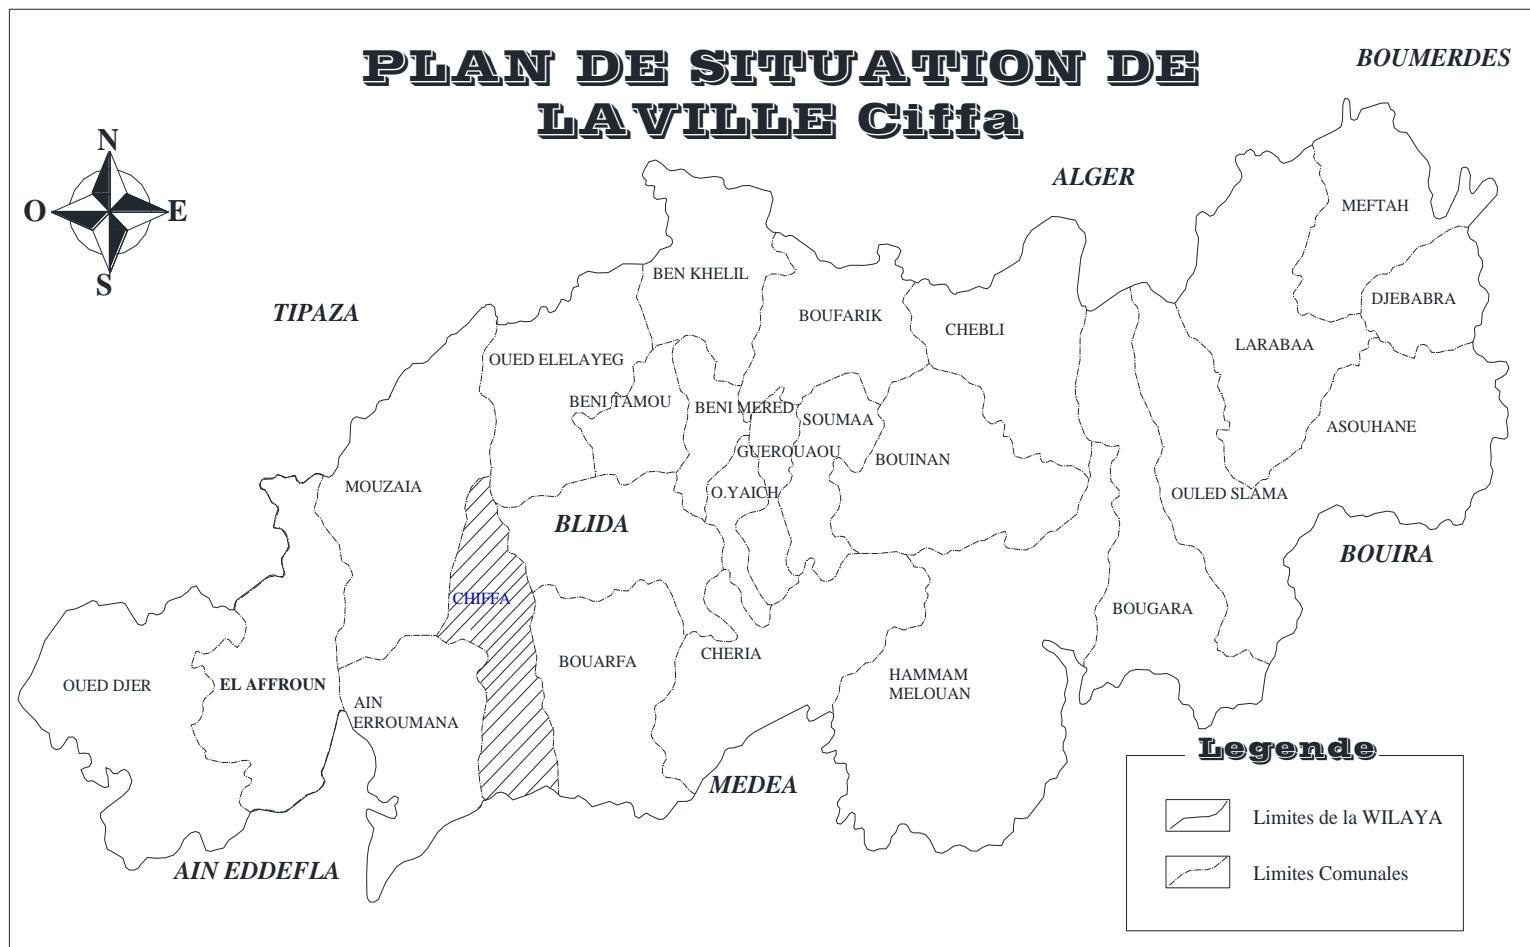 PLAN DE SITUATION DE
LAVILLE Ciffa
BOUMERDES
N
O
E
S
ALGER
MEFTAH
BEN KHELIL
DJEBABRA
TIPAZA
BOUFARIK
CHEBLI
LARABAA
OUED ELELAYEG
BENI TAMOU
BENI MERED
SOUMAA
ASOUHANE
GUEROUAOU
BOUINAN
MOUZAIA
O.YAICH
OULED SLAMA
BLIDA
BOUIRA
CHIFFA
BOUGARA
BOUARFA
CHERIA
HAMMAM
MELOUAN
OUED DJER
EL AFFROUN
AIN
ERROUMANA
MEDEA
AIN EDDEFLA
Legende
Limites de la WILAYA
Limites Comunales